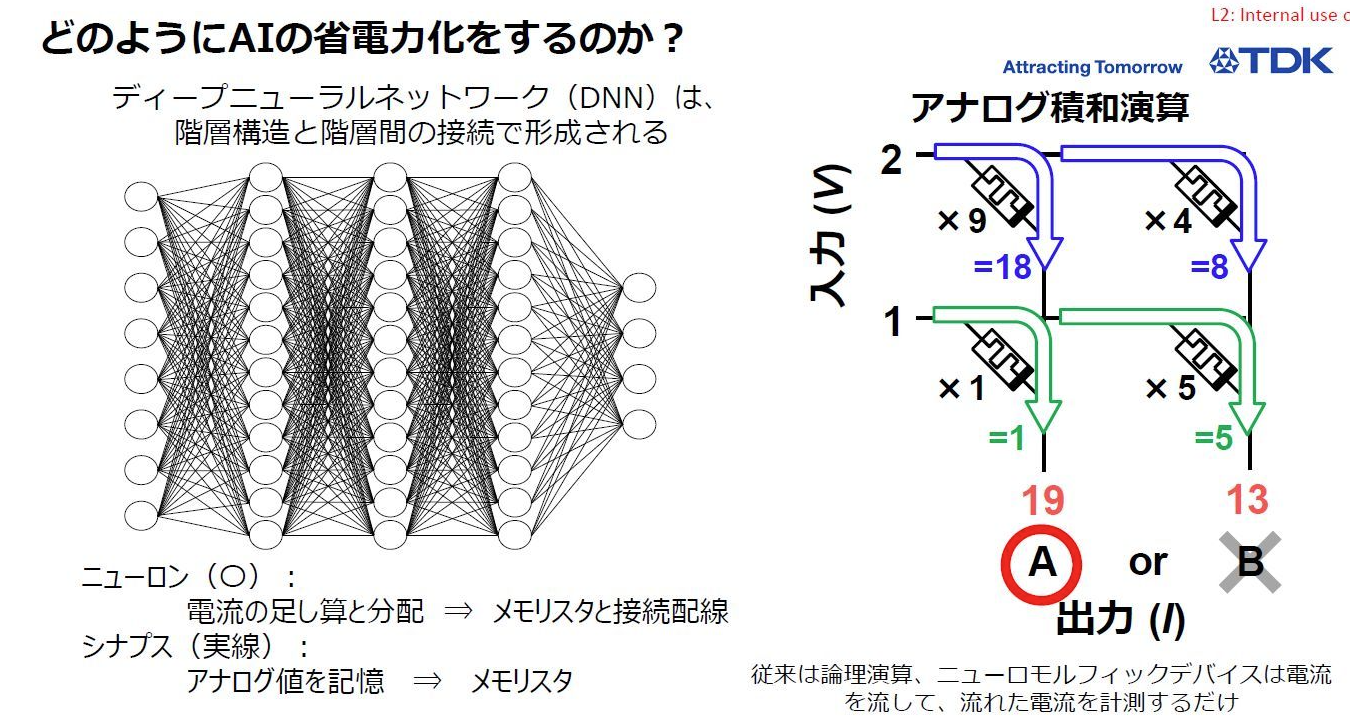 どのようにAIの省電力化をするのか？
L2: Internal use
Attracting Tomorrow
TDK
ディープニューラルネットワーク（DNN）は、
階層構造と階層間の接続で形成される
ニューロン（〇）：
電流の足し算と分配 ⇒ メモリスタと接続配線
シナプス（実線）：
アナログ値を記憶 ⇒ メモリスタ
アナログ積和演算
入力 (V)
2
×9
×4
=18
=8
1
×1
×5
=1
=5
19
13
A or B
出力 (I)
従来は論理演算、ニューロモルフィックデバイスは電流
を流して、流れた電流を計測するだけ